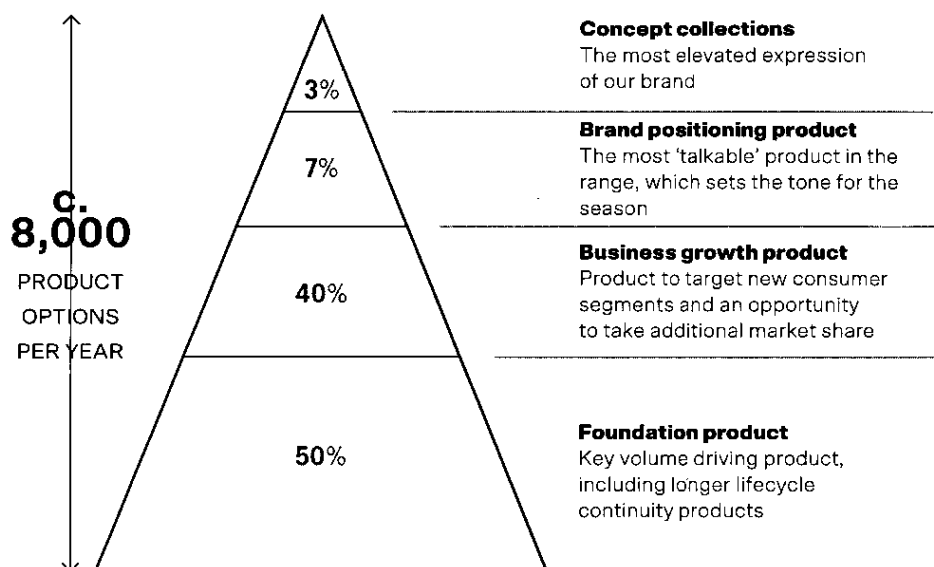 Concept collections
The most elevated expression
of our brand
3%
Brand positioning product
The most ‘talkable’ product in the
range, which sets the tone for the
season
7%
c.
8,000
PRODUCT
OPTIONS
PER YEAR
Business growth product
Product to target new consumer
segments and an opportunity
to take additional market share
40%
Foundation product
Key volume driving product,
including longer lifecycle
continuity products
50%